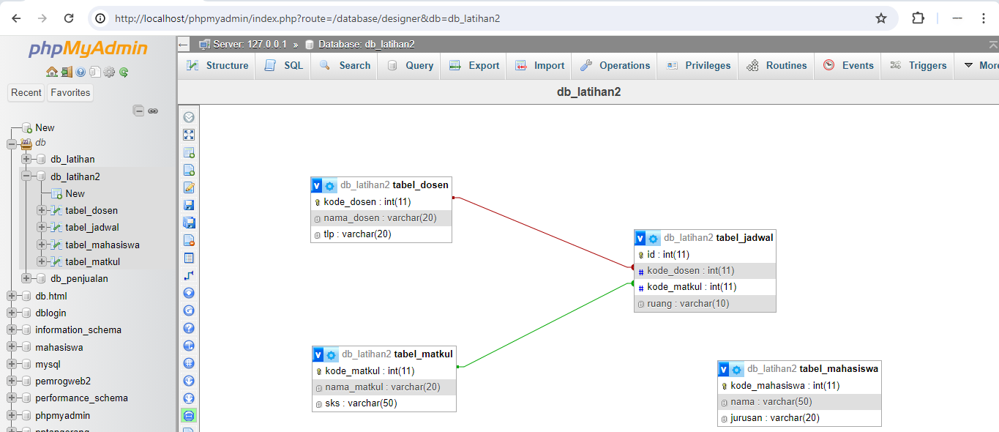 http://localhost/phpmyadmin/index.php?route=/database/designer&db=db_latihan2
phpMyAdmin
Recent
Favorites
New
db
db_latihan
db_latihan2
New
tabel_dosen
tabel_jadwal
tabel_mahasiswa
tabel_matkul
db_penjualan
db.html
dblogin
information_schema
mahasiswa
mysql
pemrogweb2
performance_schema
phpmyadmin
Server: 127.0.0.1 » Database: db_latihan2
Structure SQL Search Query Export Import Operations Privileges Routines Events Triggers More
db_latihan2
v db_latihan2 tabel_dosen
kode_dosen : int(11)
nama_dosen : varchar(20)
tlp : varchar(20)
v db_latihan2 tabel_jadwal
id : int(11)
# kode_dosen : int(11)
# kode_matkul : int(11)
ruang : varchar(10)
v db_latihan2 tabel_matkul
kode_matkul : int(11)
nama_matkul : varchar(20)
sks : varchar(50)
v db_latihan2 tabel_mahasiswa
kode_mahasiswa : int(11)
nama : varchar(50)
jurusan : varchar(20)